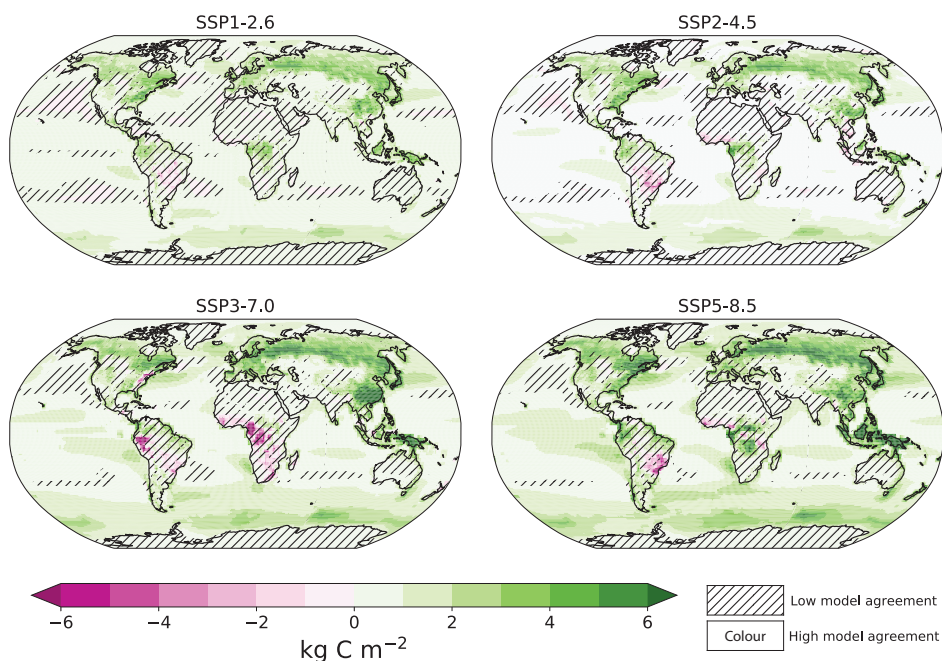 SSP1-2.6
SSP2-4.5
SSP3-7.0
SSP5-8.5
−6 −4 −2 0 2 4 6
kg C m−2
Low model agreement
Colour High model agreement